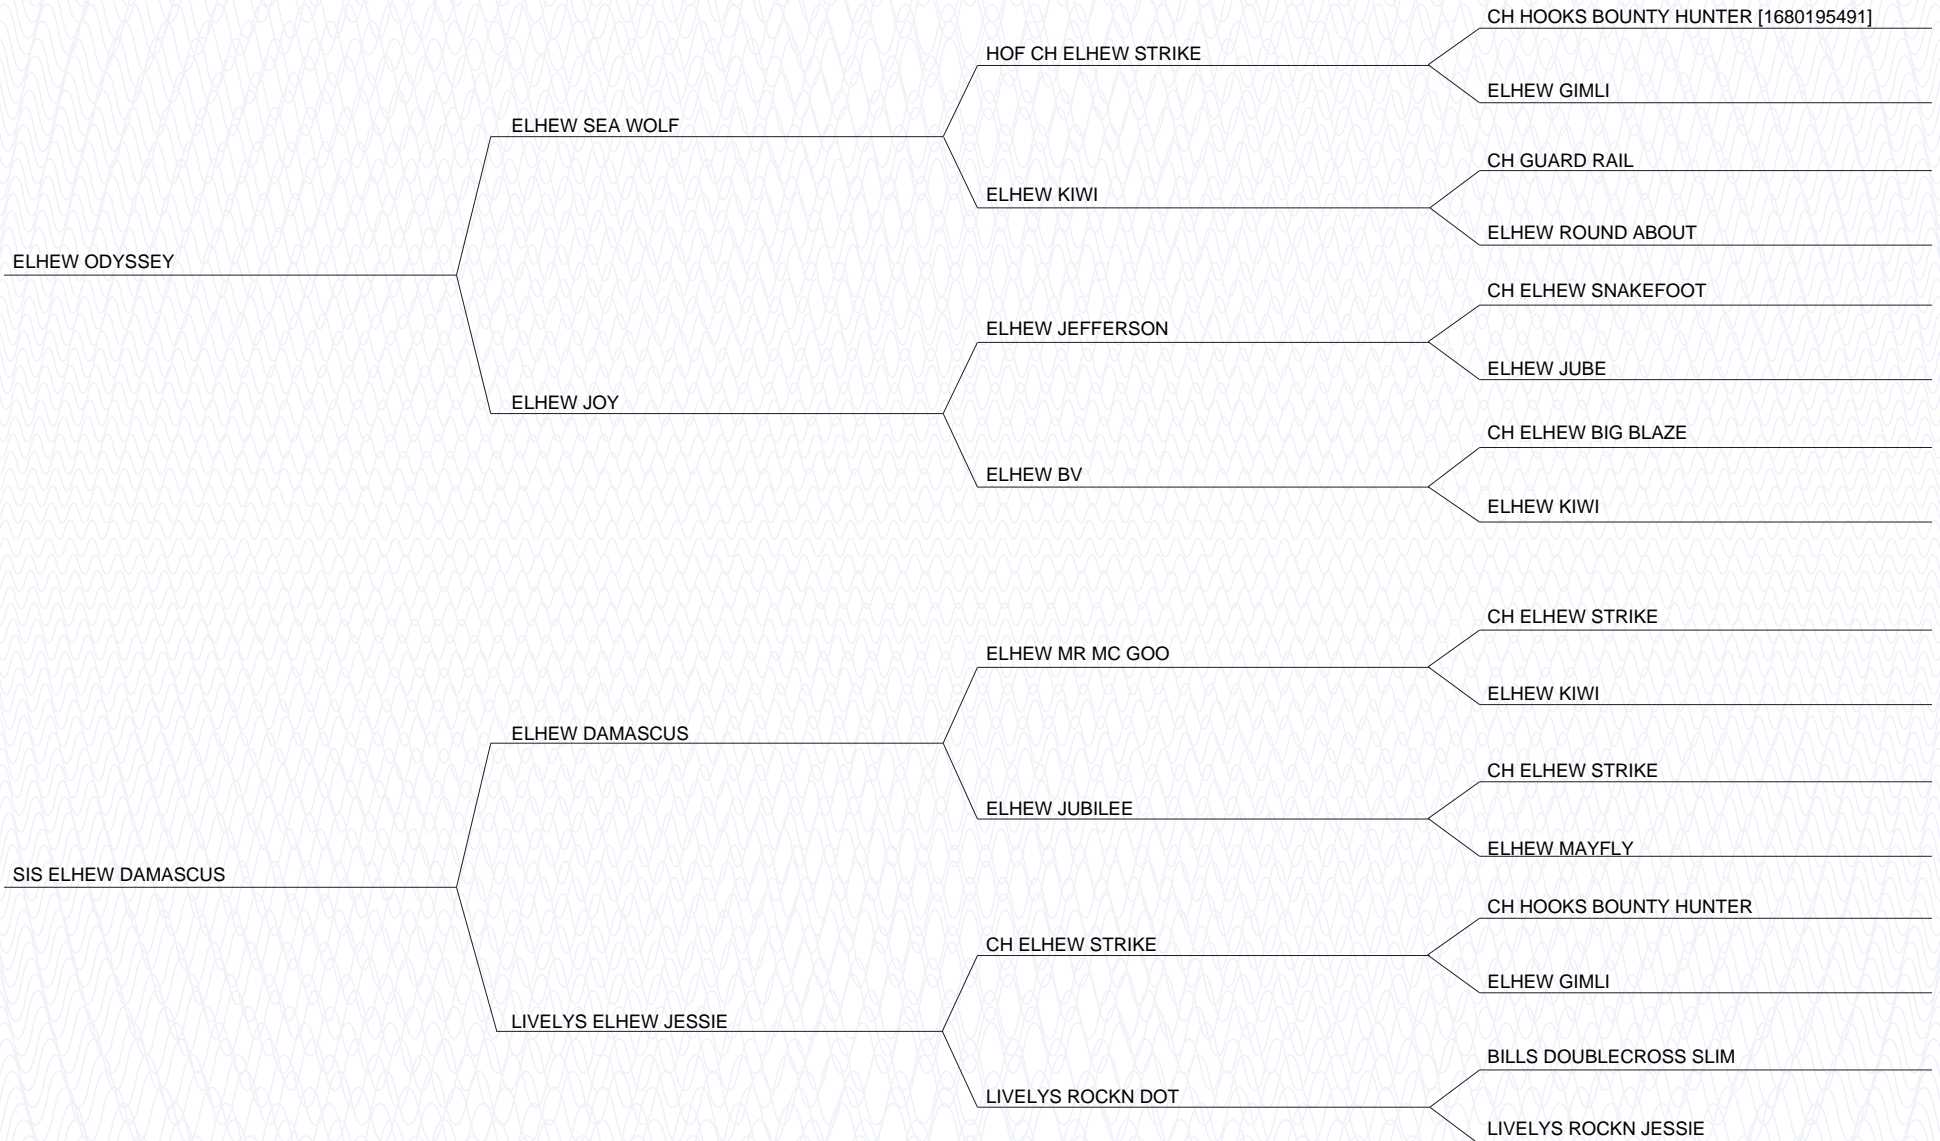 CH HOOKS BOUNTY HUNTER [1680195491]
HOF CH ELHEW STRIKE
ELHEW GIMLI
ELHEW SEA WOLF
CH GUARD RAIL
ELHEW KIWI
ELHEW ROUND ABOUT
ELHEW ODYSSEY
CH ELHEW SNAKEFOOT
ELHEW JEFFERSON
ELHEW JUBE
ELHEW JOY
CH ELHEW BIG BLAZE
ELHEW BV
ELHEW KIWI
CH ELHEW STRIKE
ELHEW MR MC GOO
ELHEW KIWI
ELHEW DAMASCUS
CH ELHEW STRIKE
ELHEW JUBILEE
ELHEW MAYFLY
SIS ELHEW DAMASCUS
CH HOOKS BOUNTY HUNTER
CH ELHEW STRIKE
ELHEW GIMLI
LIVELYS ELHEW JESSIE
BILLS DOUBLECROSS SLIM
LIVELYS ROCKN DOT
LIVELYS ROCKN JESSIE